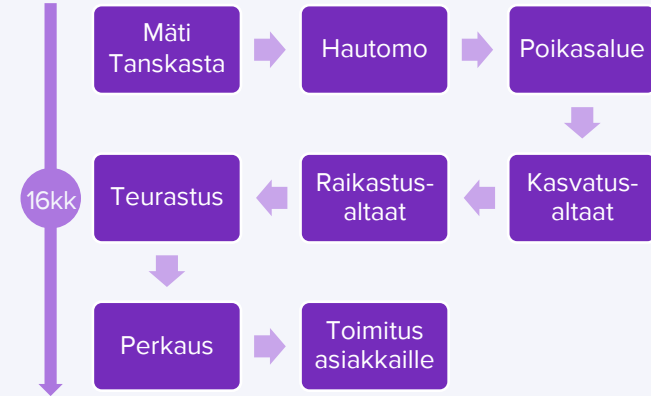 Mäti
Tanskasta
Hautomo
Poikasalue
Kasvatus-
altaat
Raikastus-
altaat
Teurastus
16kk
Perkaus
Toimitus
asiakkaille